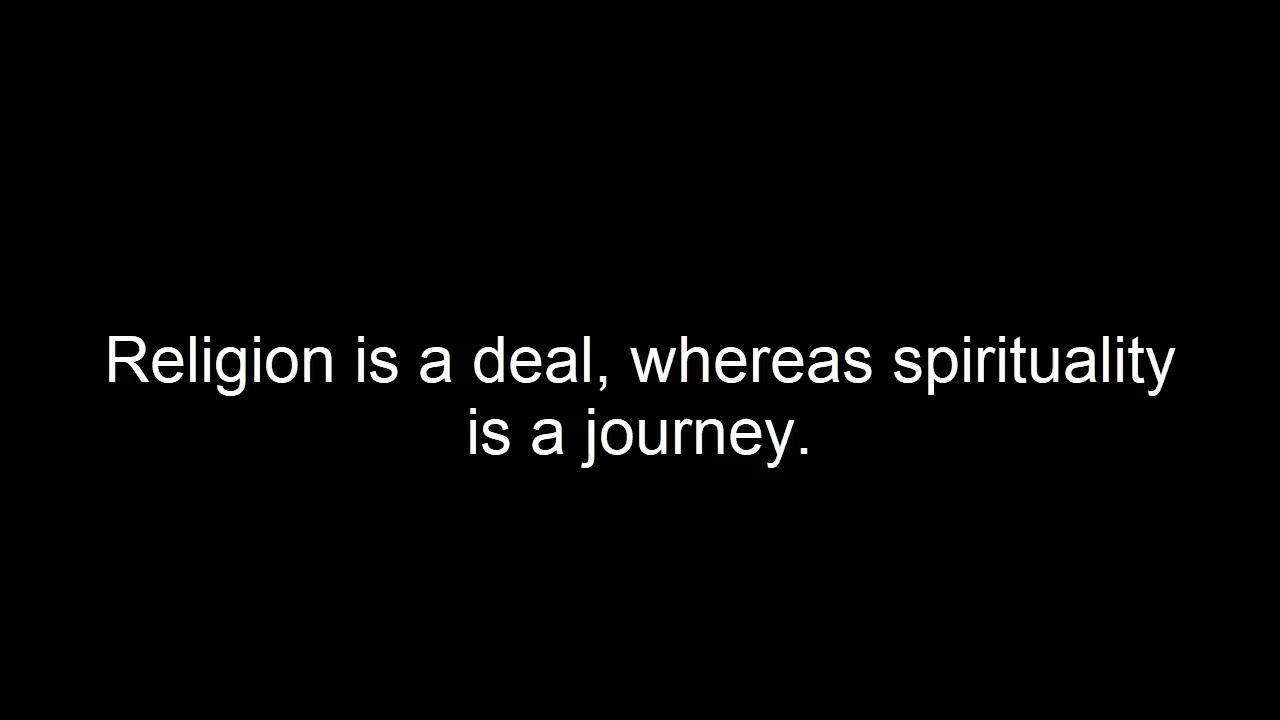 Religion is a deal, whereas spirituality
is a journey.